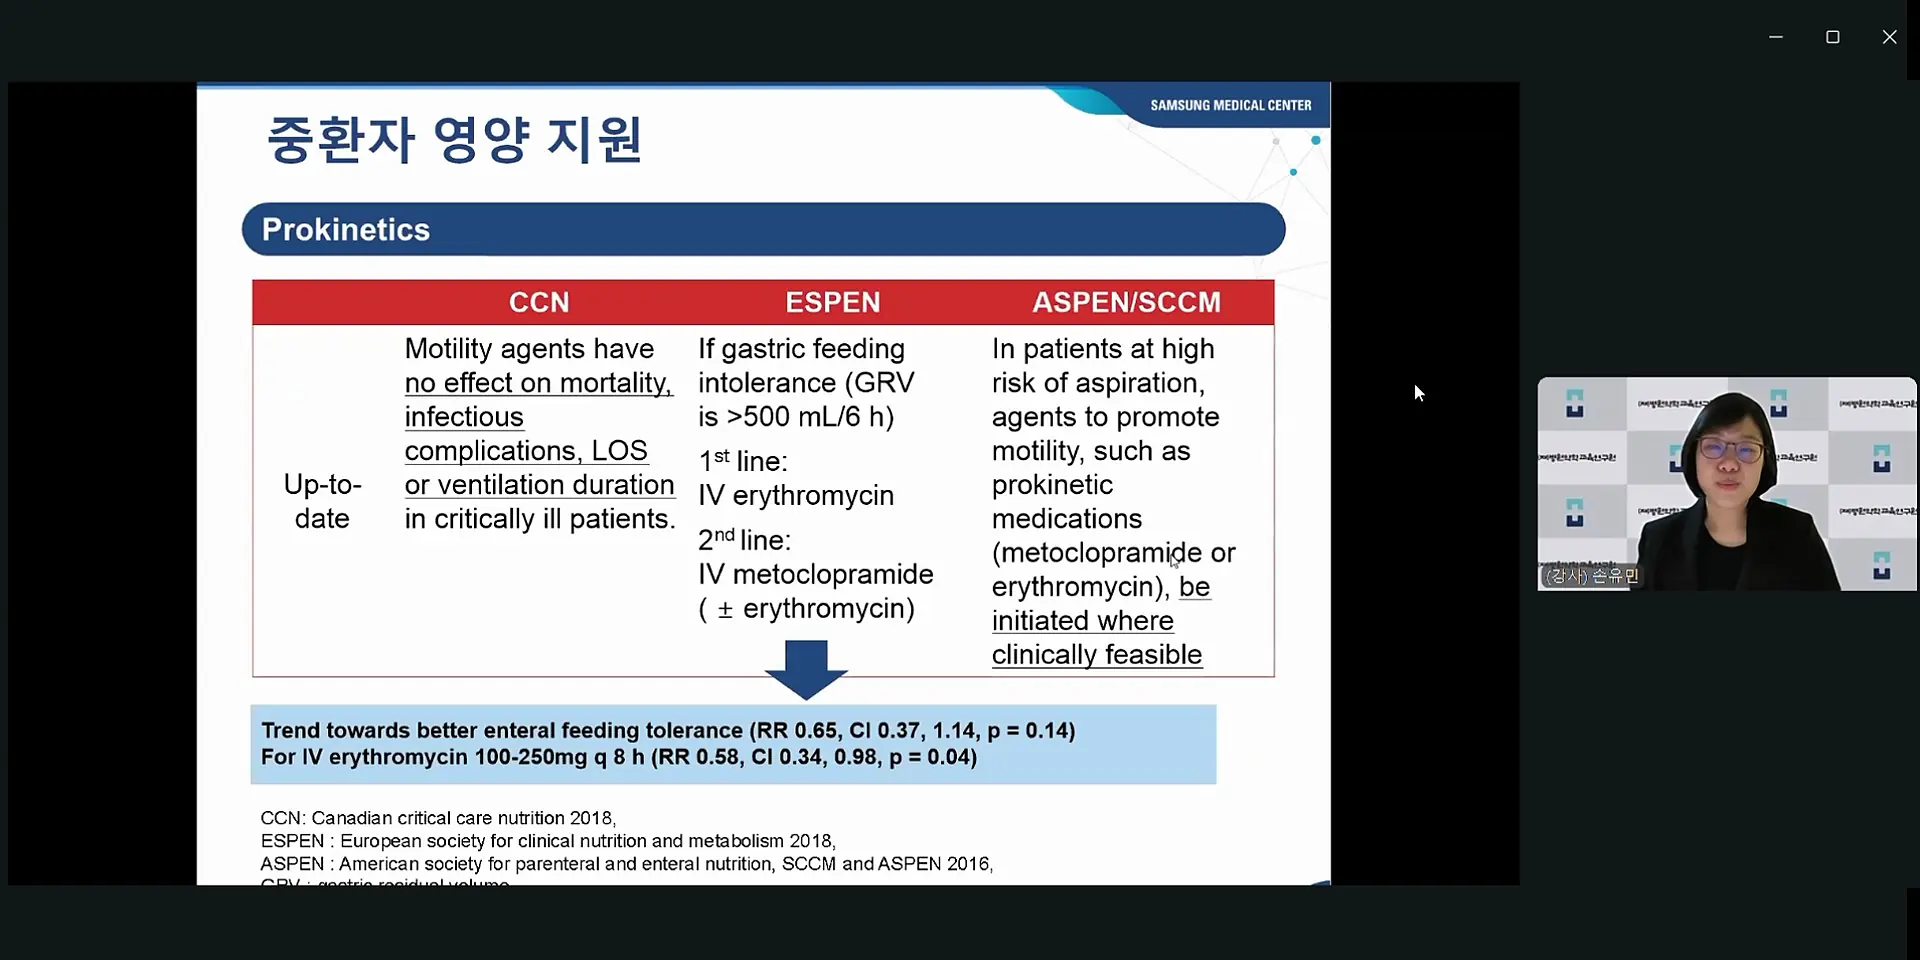 SAMSUNG MEDICAL CENTER
중환자 영양 지원
Prokinetics
CCN
ESPEN
ASPEN/SCCM
Up-to-
date
Motility agents have
no effect on mortality,
infectious
complications, LOS
or ventilation duration
in critically ill patients.
If gastric feeding
intolerance (GRV
is >500 mL/6 h)
1st line:
IV erythromycin
2nd line:
IV metoclopramide
( ± erythromycin)
In patients at high
risk of aspiration,
agents to promote
motility, such as
prokinetic
medications
(metoclopramide or
erythromycin), be
initiated where
clinically feasible
Trend towards better enteral feeding tolerance (RR 0.65, CI 0.37, 1.14, p = 0.14)
For IV erythromycin 100-250mg q 8 h (RR 0.58, CI 0.34, 0.98, p = 0.04)
CCN: Canadian critical care nutrition 2018,
ESPEN : European society for clinical nutrition and metabolism 2018,
ASPEN : American society for parenteral and enteral nutrition, SCCM and ASPEN 2016,
GRV : gastric residual volume
(강사) 손유민